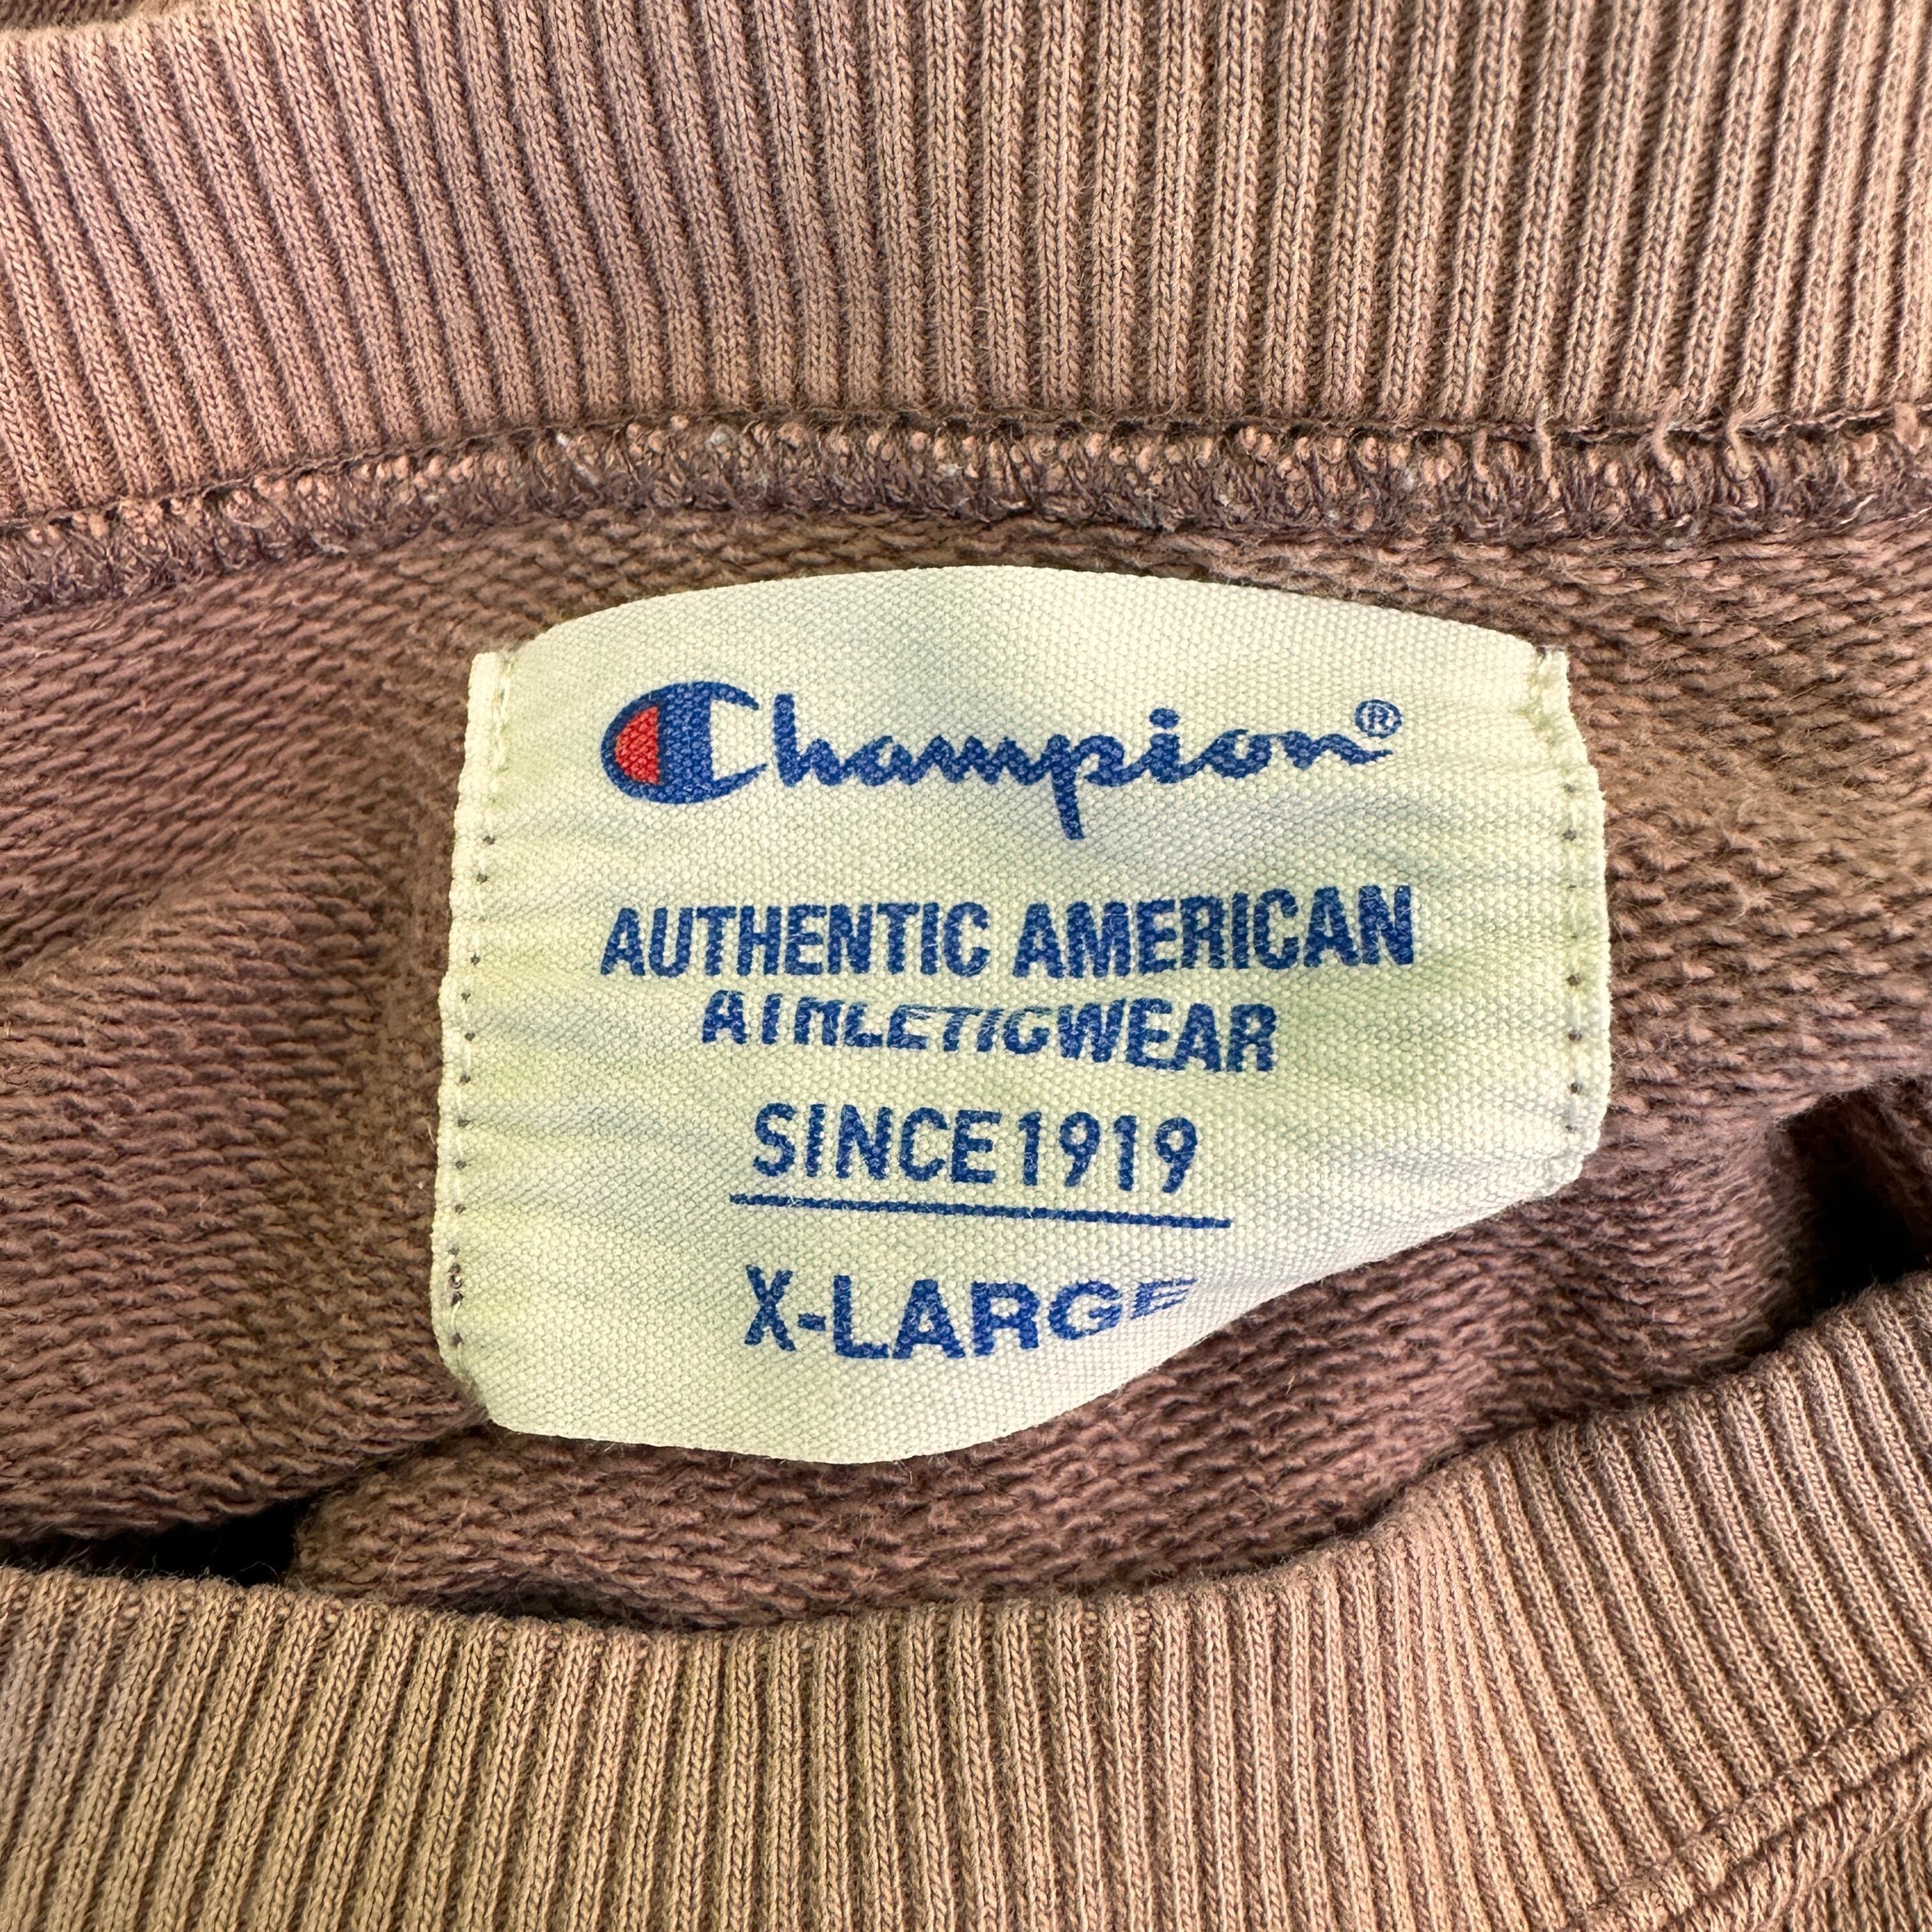 Champion®
AUTHENTIC AMERICAN
ATHLETICWEAR
SINCE 1919
X-LARGE